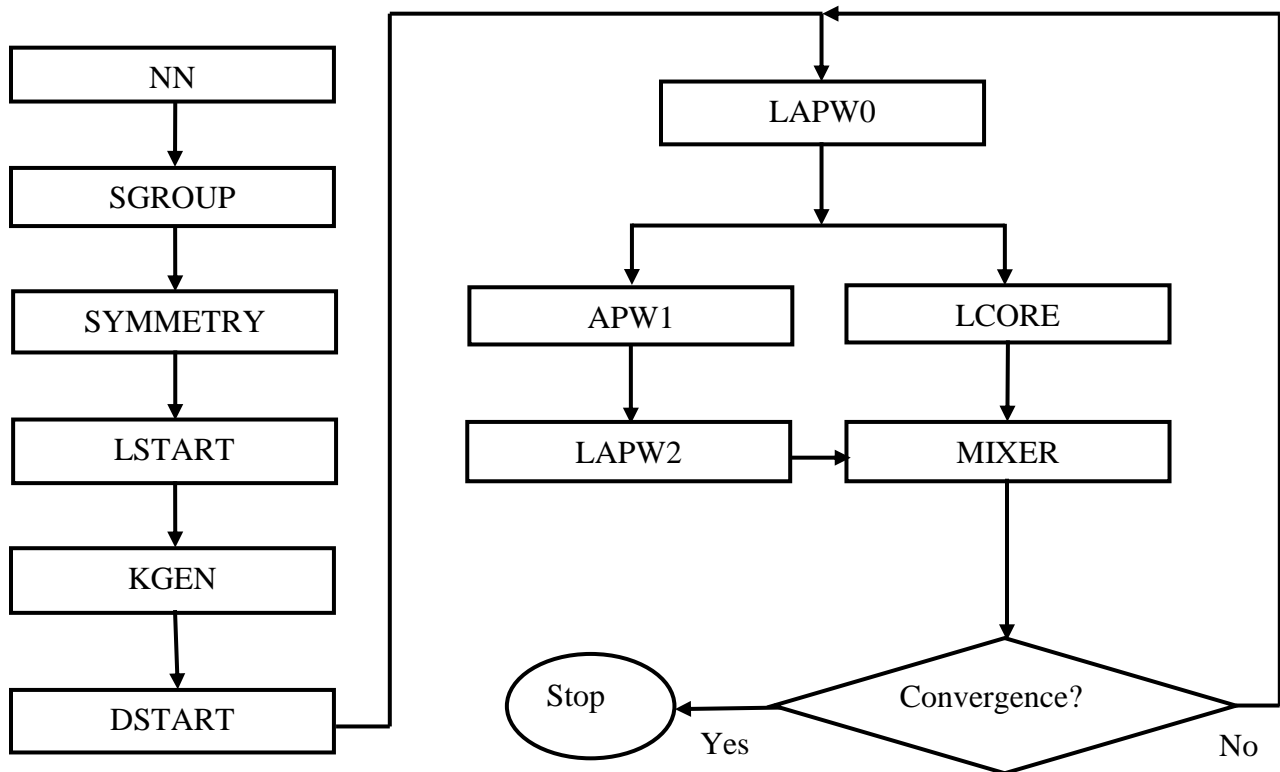 NN
SGROUP
SYMMETRY
LSTART
KGEN
DSTART
LAPW0
APW1
LCORE
LAPW2
MIXER
Convergence?
Stop
Yes
No